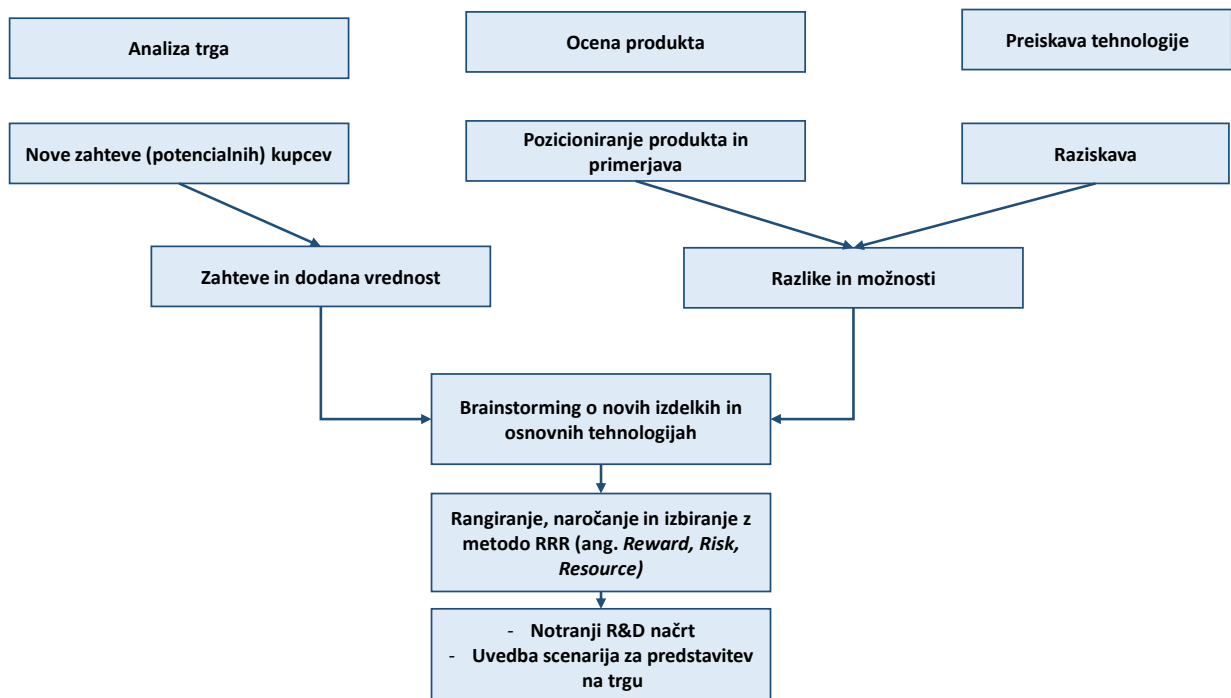 Analiza trga
Ocena produkta
Preiskava tehnologije
Nove zahteve (potencialnih) kupcev
Pozicioniranje produkta in
primerjava
Raziskava
Zahteve in dodana vrednost
Razlike in možnosti
Brainstorming o novih izdelkih in
osnovnih tehnologijah
Rangiranje, naročanje in izbiranje z
metodo RRR (ang. Reward, Risk,
Resource)
- Notranji R&D načrt
- Uvedba scenarija za predstavitev
na trgu